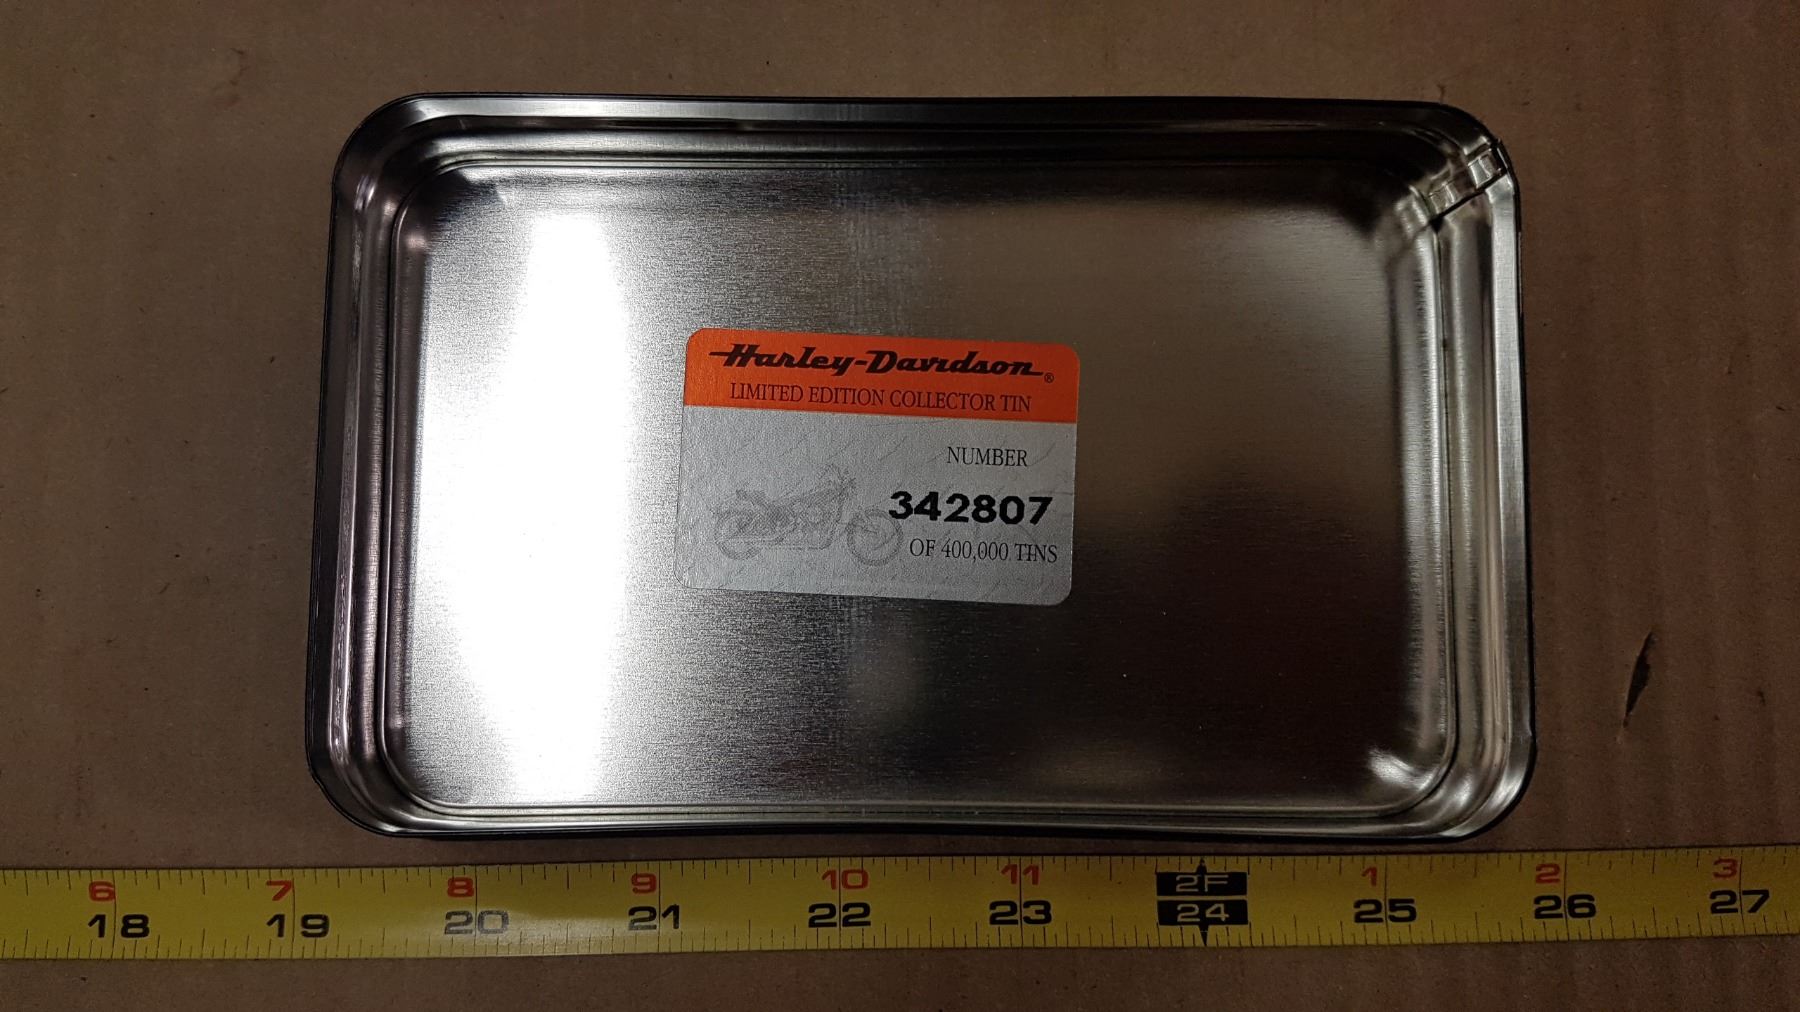 Harley-Davidson®
LIMITED EDITION COLLECTOR TIN
NUMBER
342807
OF 400,000 TINS
6 7 8 9 10 11 2F 1 2 3
18 19 20 21 22 23 24 25 26 27